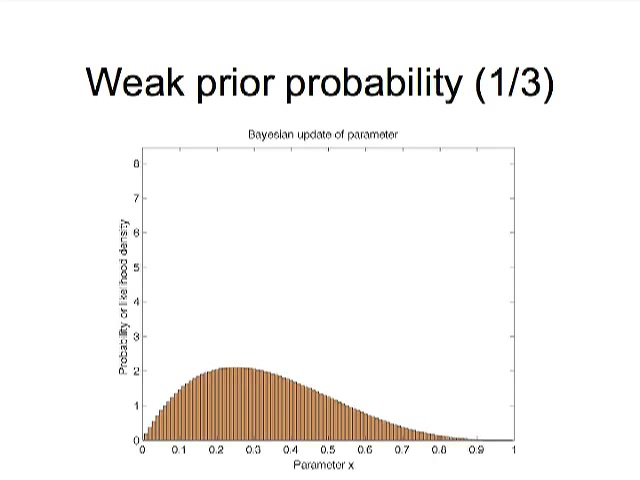 Weak prior probability (1/3)
Bayesian update of parameter
8
7
6
5
4
3
2
1
0
Probability or likelihood density
0 0.1 0.2 0.3 0.4 0.5 0.6 0.7 0.8 0.9 1
Parameter x